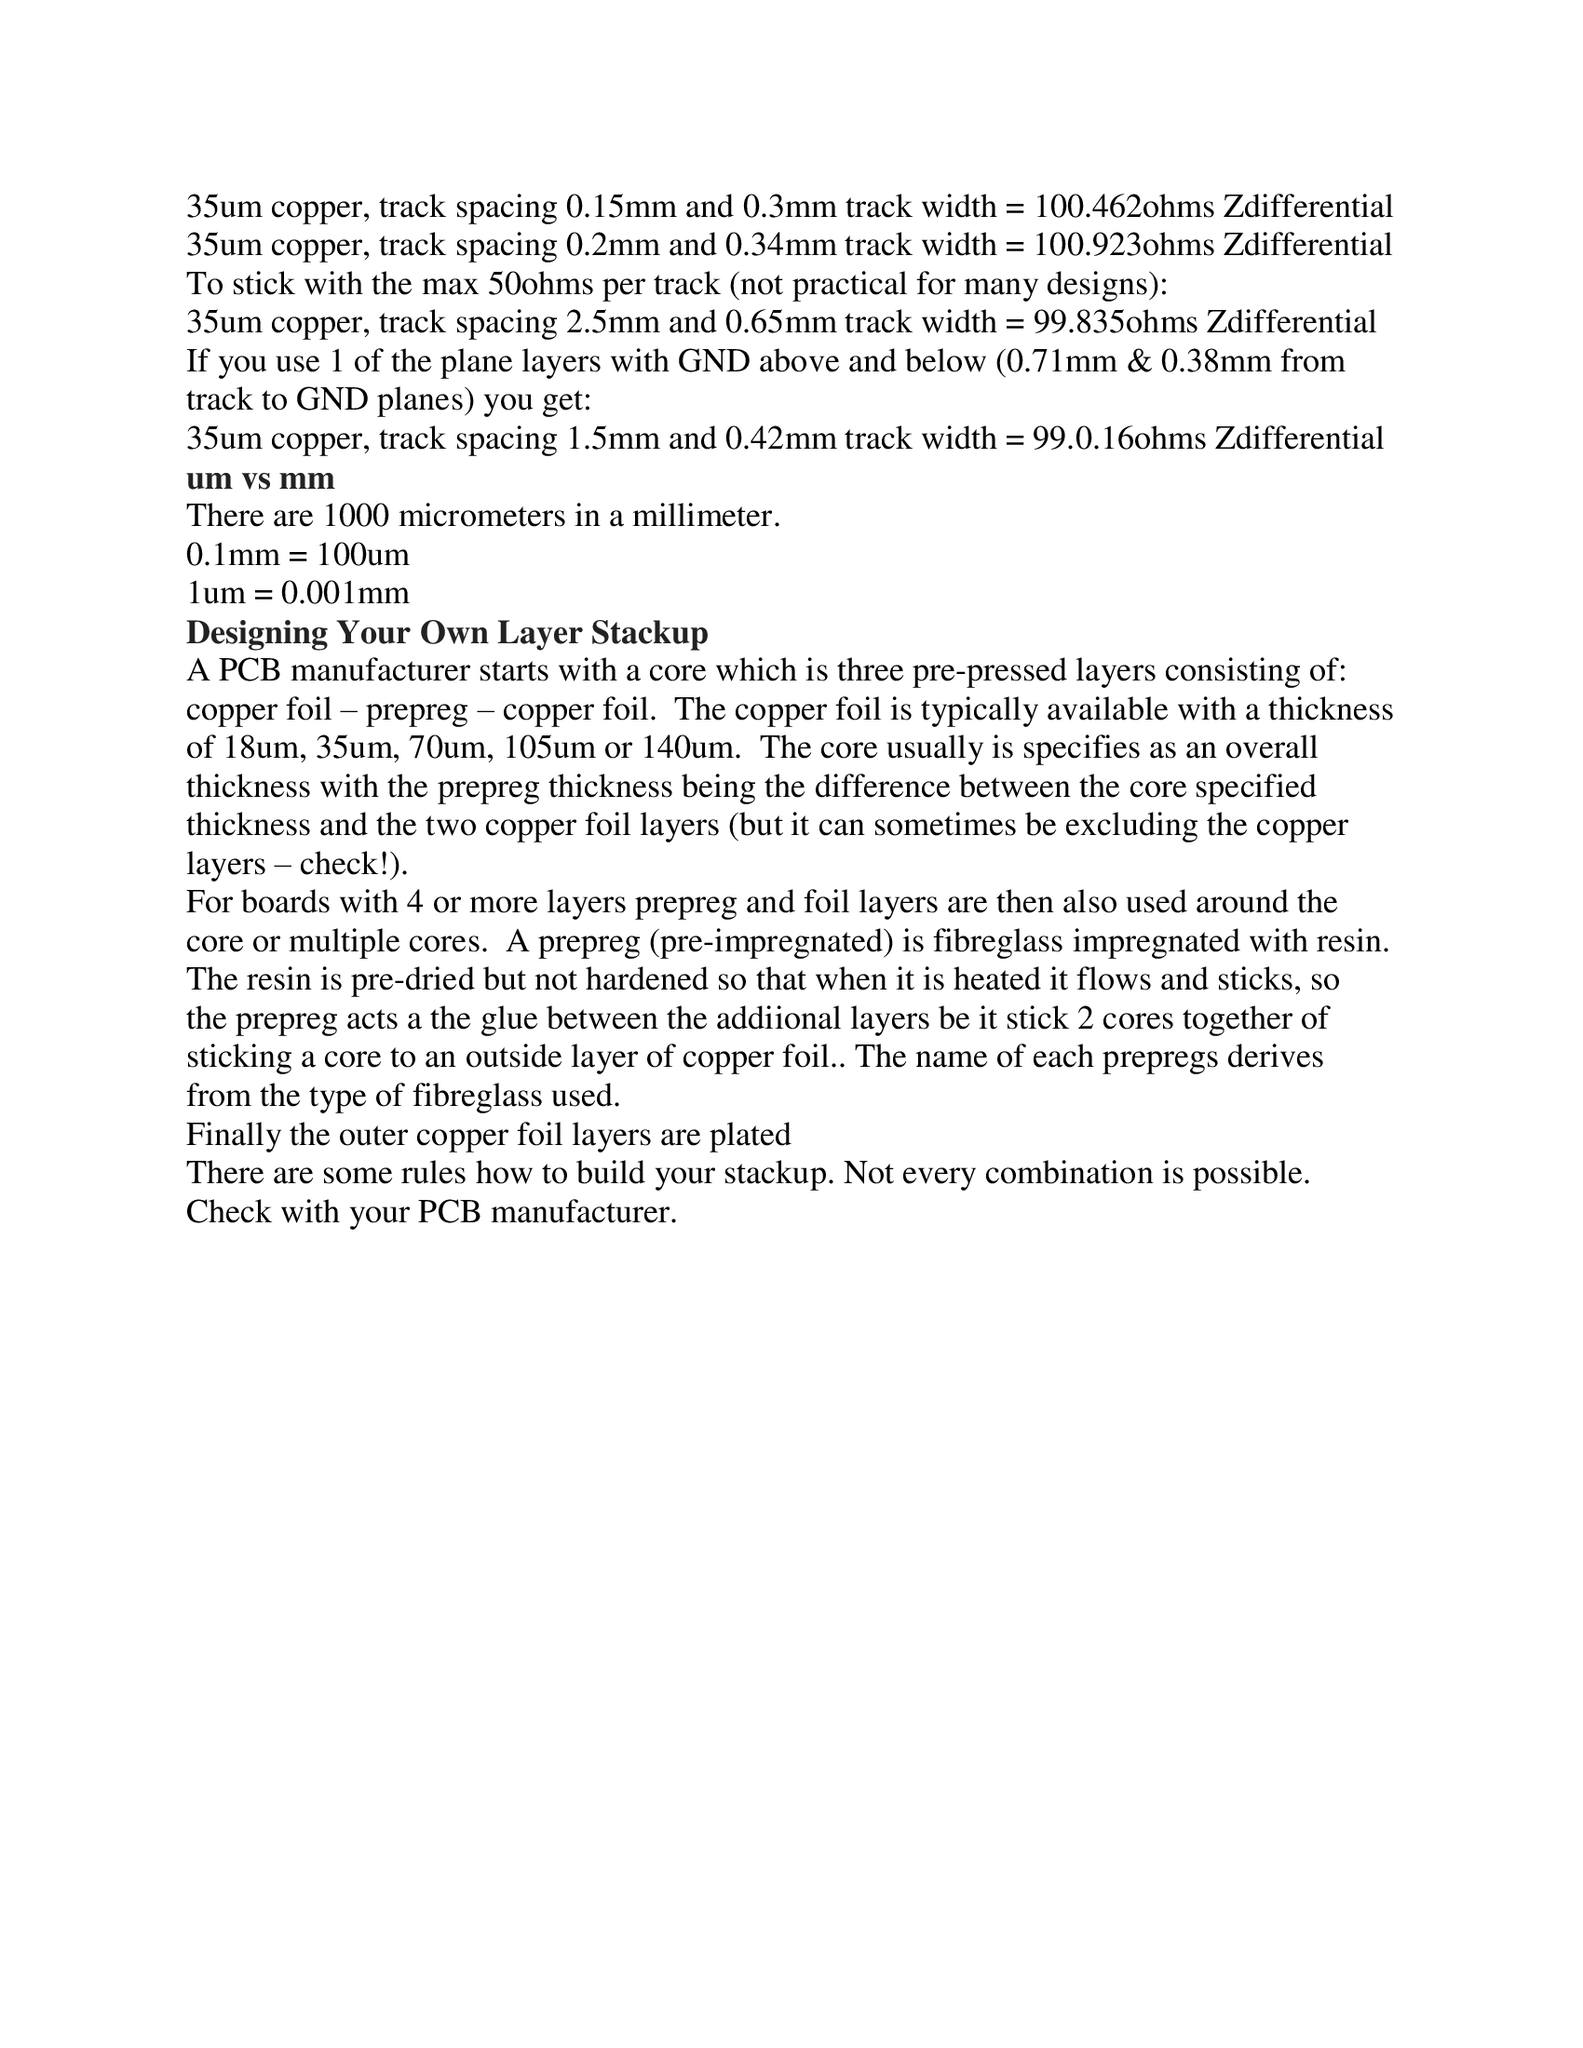 35um copper, track spacing 0.15mm and 0.3mm track width = 100.462ohms Zdifferential
35um copper, track spacing 0.2mm and 0.34mm track width = 100.923ohms Zdifferential
To stick with the max 50ohms per track (not practical for many designs):
35um copper, track spacing 2.5mm and 0.65mm track width = 99.835ohms Zdifferential
If you use 1 of the plane layers with GND above and below (0.71mm & 0.38mm from
track to GND planes) you get:
35um copper, track spacing 1.5mm and 0.42mm track width = 99.0.16ohms Zdifferential
um vs mm
There are 1000 micrometers in a millimeter.
0.1mm = 100um
1um = 0.001mm
Designing Your Own Layer Stackup
A PCB manufacturer starts with a core which is three pre-pressed layers consisting of:
copper foil – prepreg – copper foil.  The copper foil is typically available with a thickness
of 18um, 35um, 70um, 105um or 140um.  The core usually is specifies as an overall
thickness with the prepreg thickness being the difference between the core specified
thickness and the two copper foil layers (but it can sometimes be excluding the copper
layers – check!).
For boards with 4 or more layers prepreg and foil layers are then also used around the
core or multiple cores.  A prepreg (pre-impregnated) is fibreglass impregnated with resin.
The resin is pre-dried but not hardened so that when it is heated it flows and sticks, so
the prepreg acts a the glue between the addiional layers be it stick 2 cores together of
sticking a core to an outside layer of copper foil.. The name of each prepregs derives
from the type of fibreglass used.
Finally the outer copper foil layers are plated
There are some rules how to build your stackup. Not every combination is possible.
Check with your PCB manufacturer.